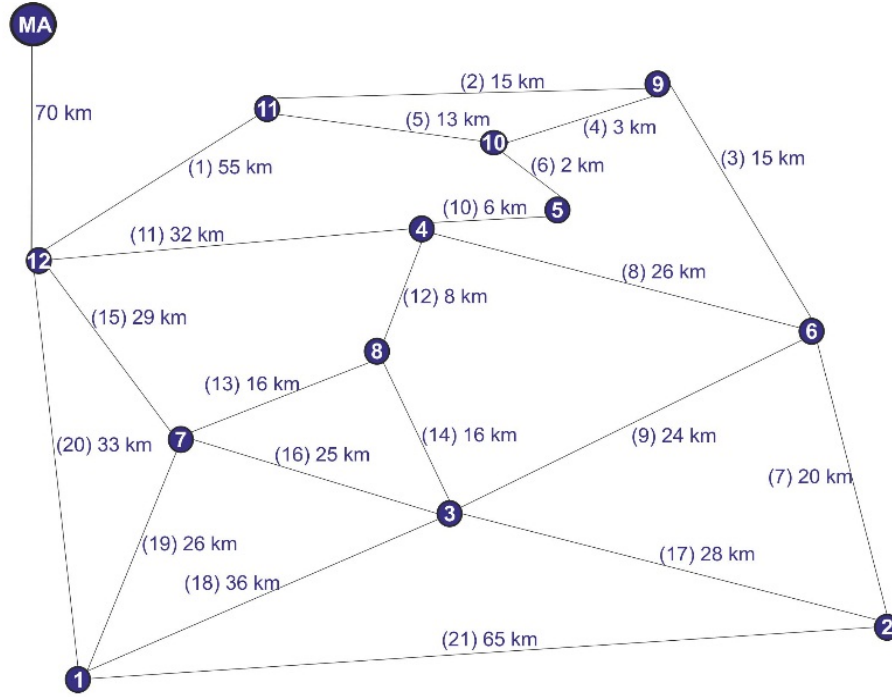 MA
9
(2) 15 km
11
70 km
(5) 13 km
(4) 3 km
10
(3) 15 km
(1) 55 km
(6) 2 km
(10) 6 km
5
4
(11) 32 km
12
(8) 26 km
(12) 8 km
(15) 29 km
6
8
(13) 16 km
(14) 16 km
(9) 24 km
7
(20) 33 km
(16) 25 km
(7) 20 km
3
(19) 26 km
(17) 28 km
(18) 36 km
2
(21) 65 km
1